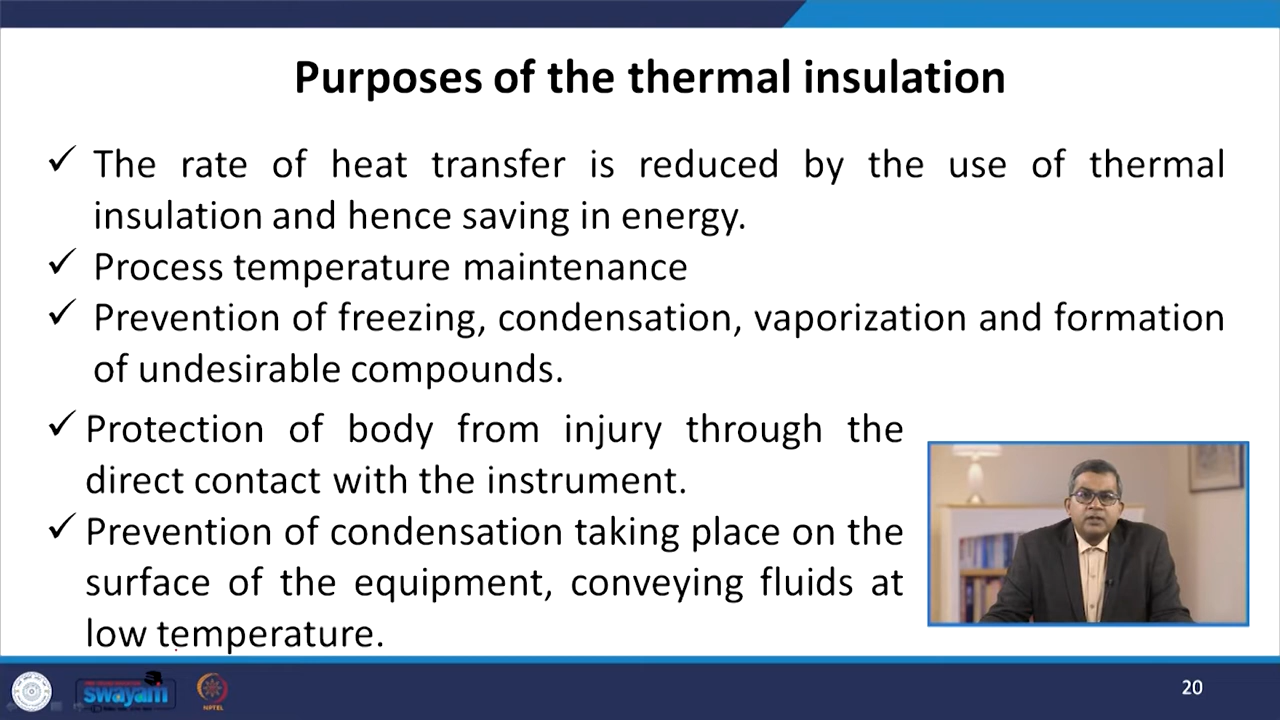 Purposes of the thermal insulation
✓ The rate of heat transfer is reduced by the use of thermal
insulation and hence saving in energy.
✓ Process temperature maintenance
✓ Prevention of freezing, condensation, vaporization and formation
of undesirable compounds.
✓ Protection of body from injury through the
direct contact with the instrument.
✓ Prevention of condensation taking place on the
surface of the equipment, conveying fluids at
low temperature.
swayam
NPTEL
20